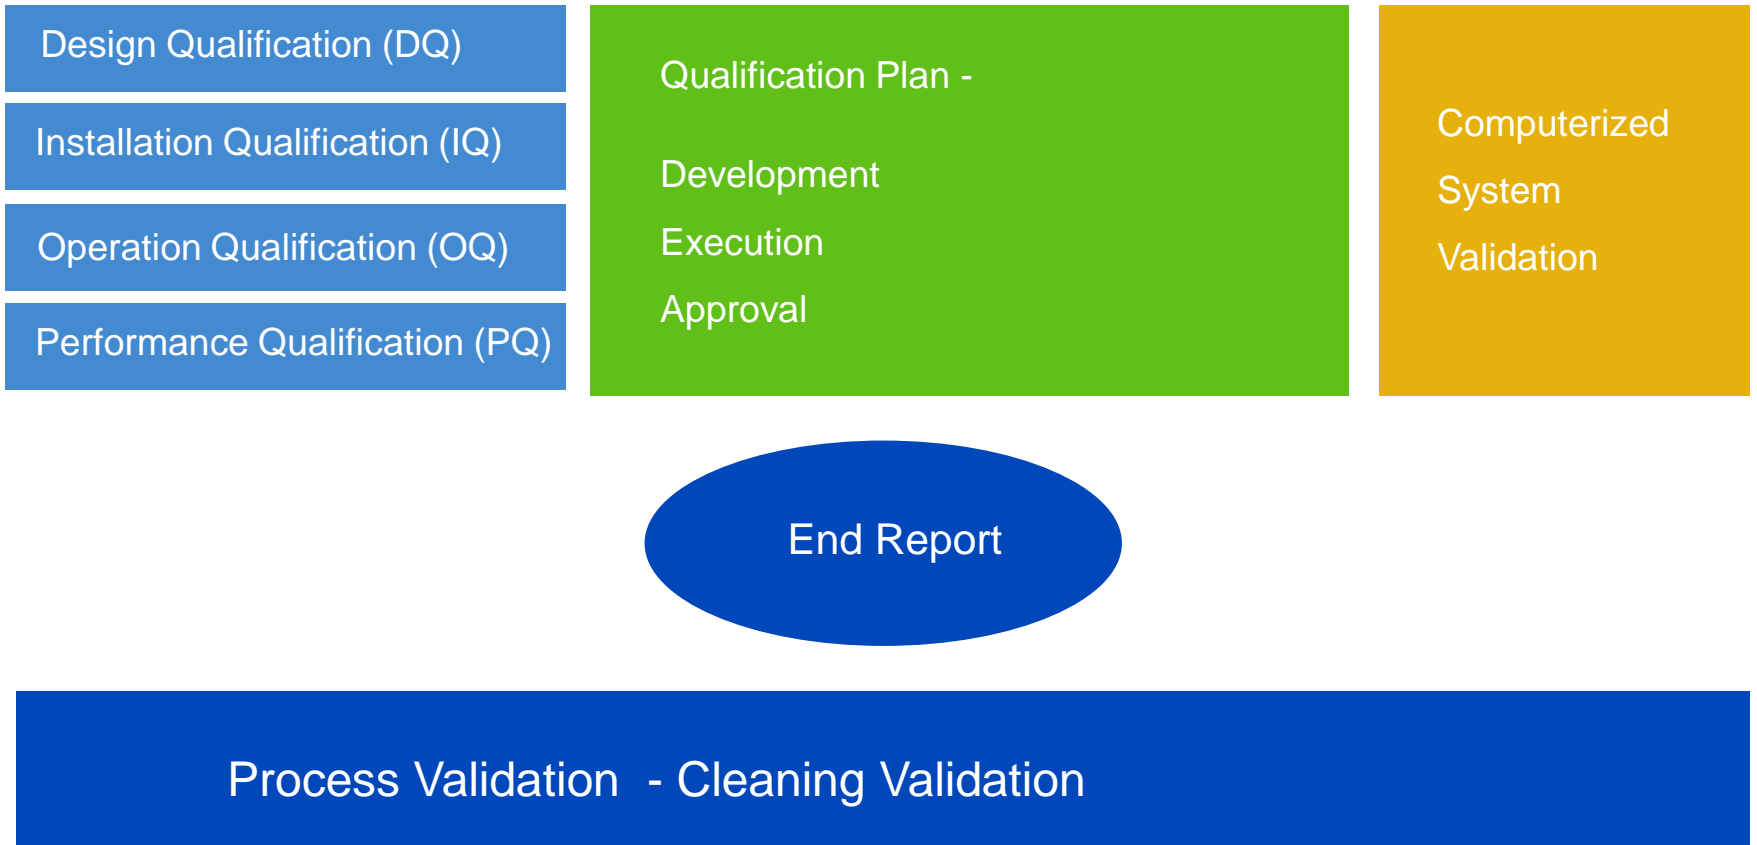 Design Qualification (DQ)
Installation Qualification (IQ)
Operation Qualification (OQ)
Performance Qualification (PQ)
Qualification Plan -
Development
Execution
Approval
Computerized
System
Validation
End Report
Process Validation  - Cleaning Validation